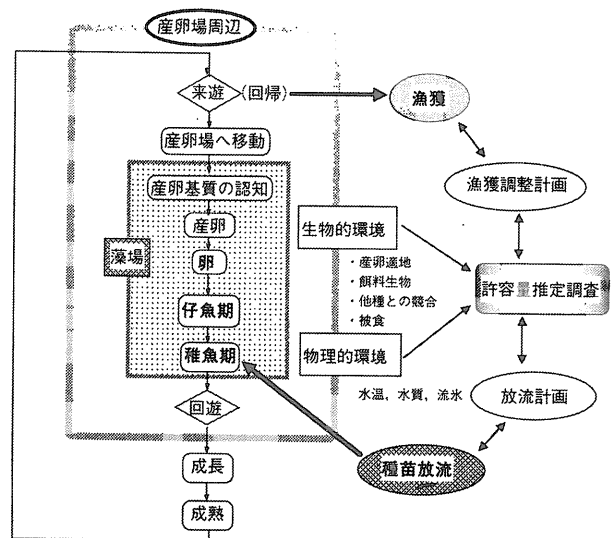 産卵場周辺
来遊
(回帰)
漁獲
産卵場へ移動
漁獲調整計画
産卵基質の認知
産卵
生物的環境
藻場
卵
・産卵適地
・餌料生物
・他種との競合
・被食
許容量推定調査
仔魚期
物理的環境
稚魚期
水温，水質，流氷
放流計画
回遊
種苗放流
成長
成熟